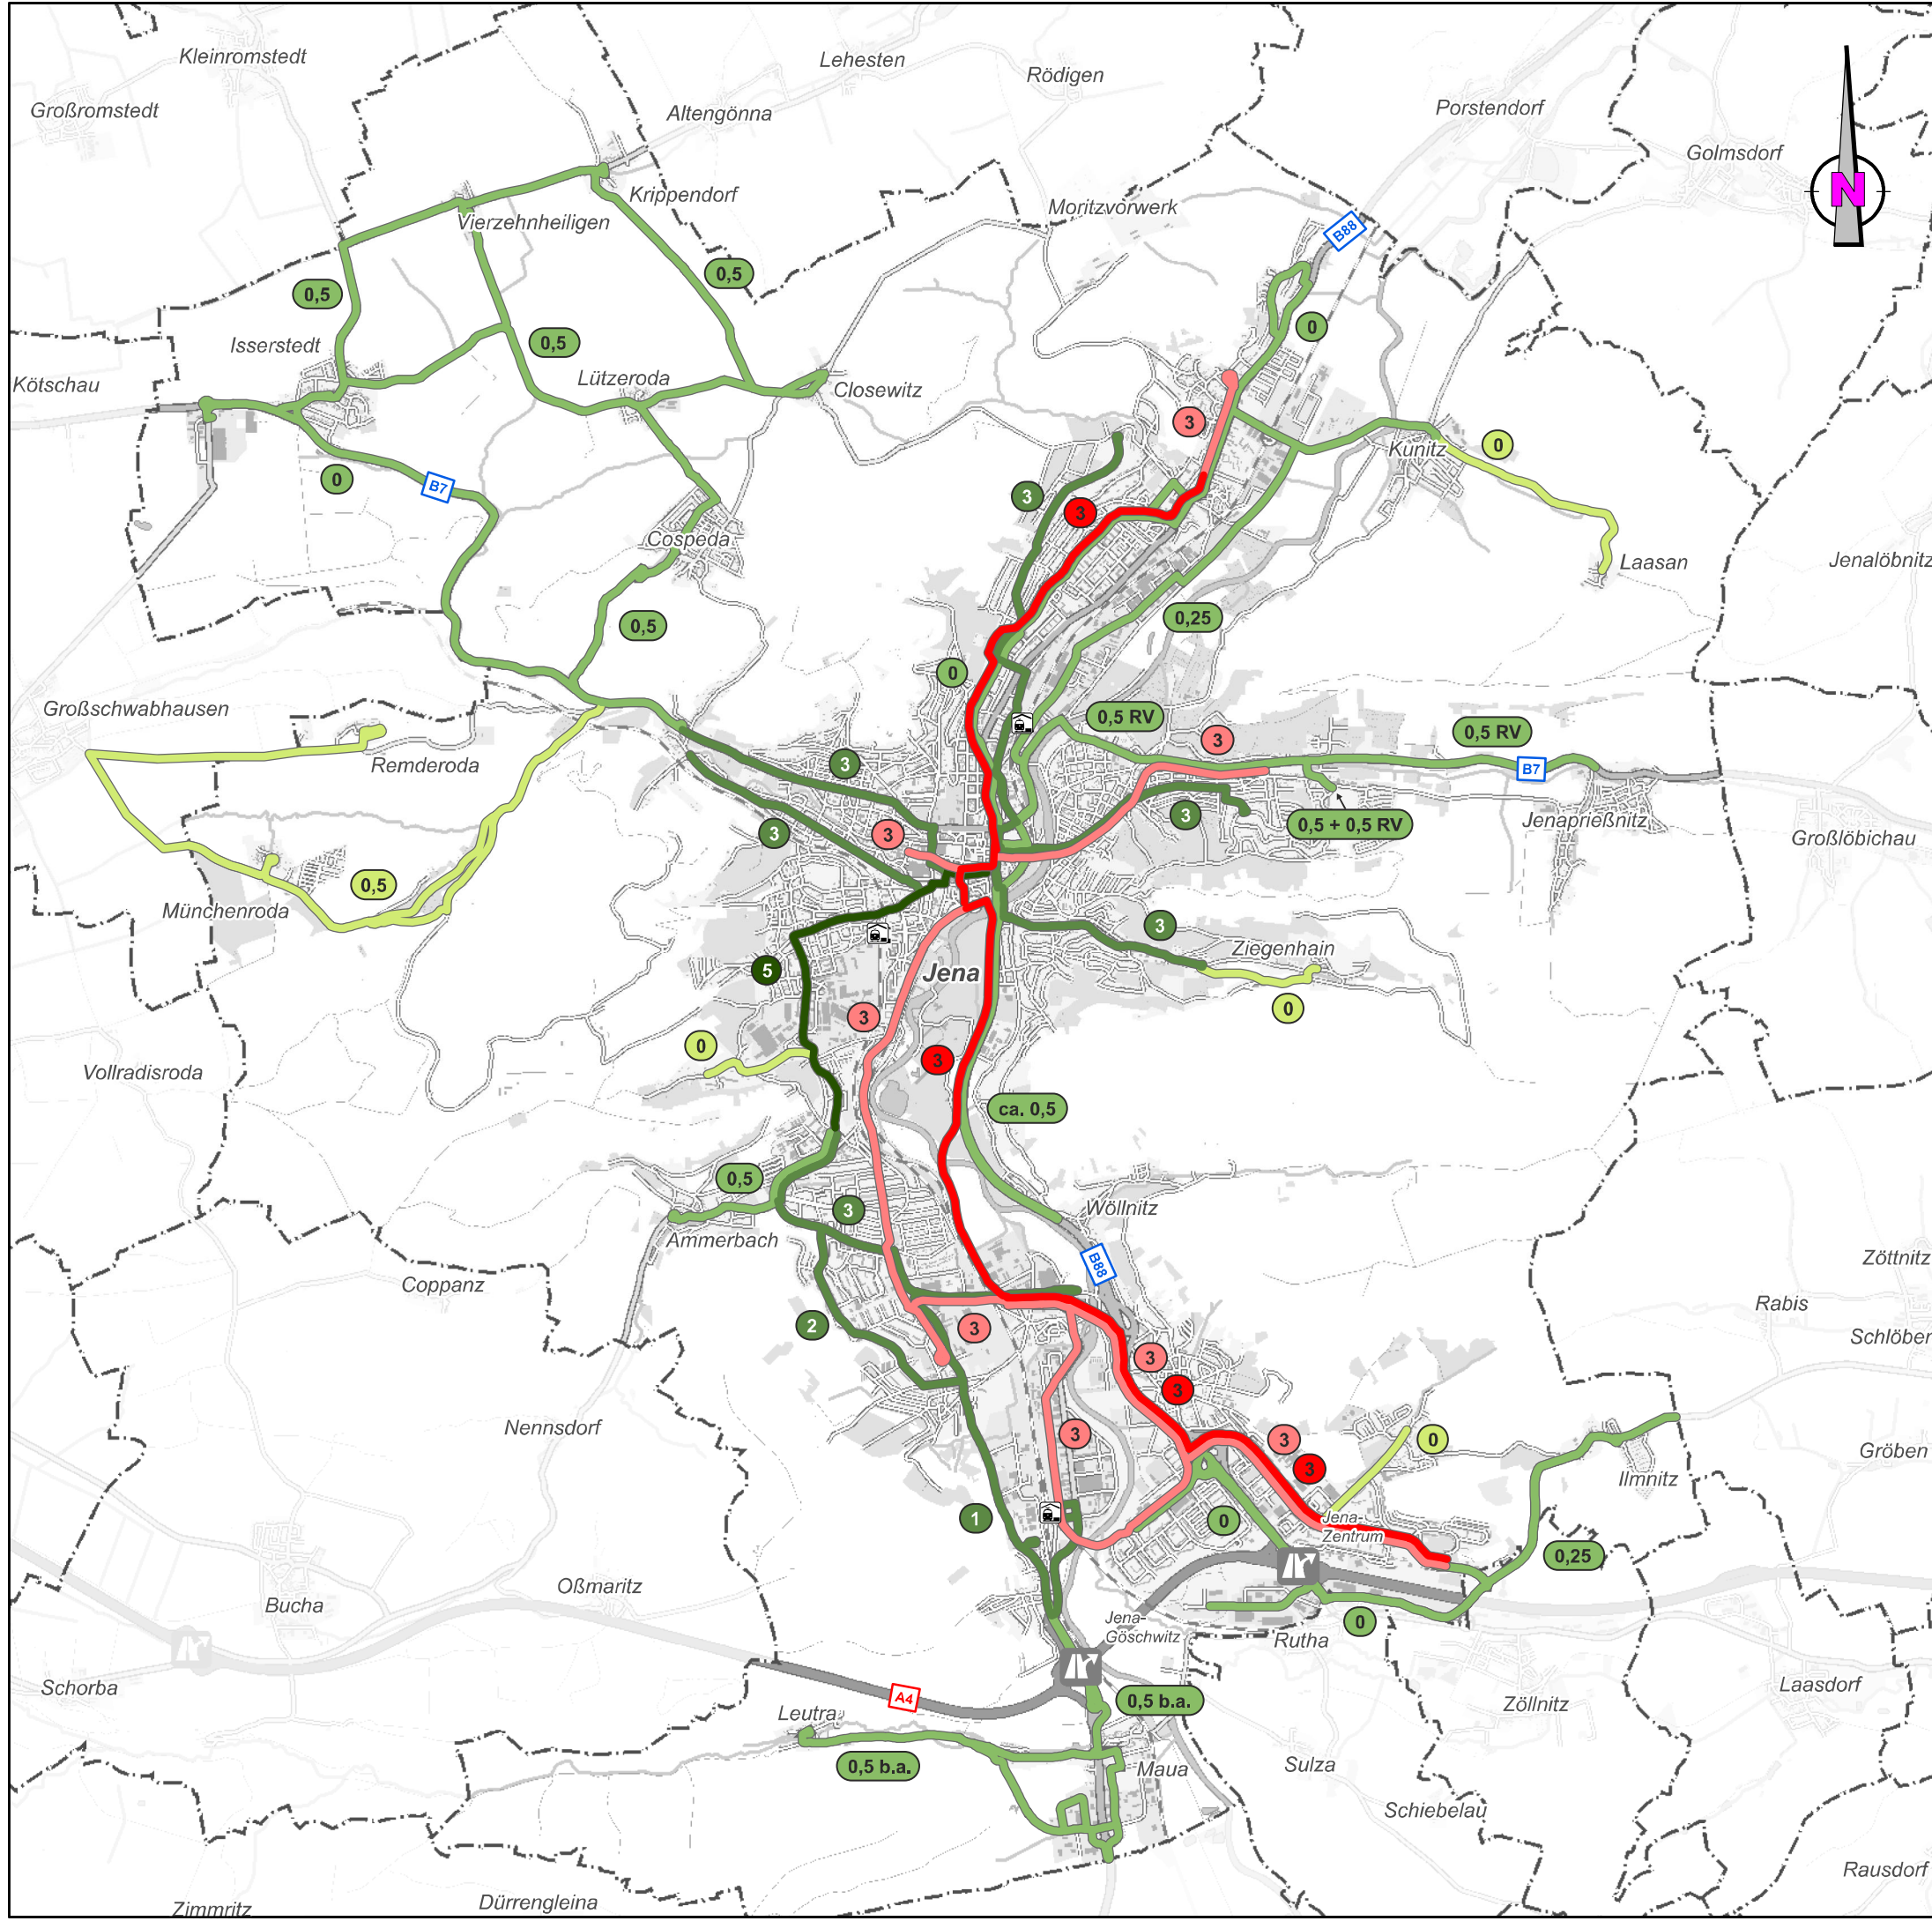 Kleinromstedt
Lehesten
Rödigen
Großromstedt
Altengönna
Porstendorf
Golmsdorf
N
Krippendorf
Vierzehnheiligen
Moritzvorwerk
B88
0,5
0,5
0
0,5
Isserstedt
Kötschau
Lützeroda
Closewitz
3
Kunitz
0
0
B7
3
3
Cospeda
Laasan
Jenalöbnitz
0,5
0,25
0
Großschwabhausen
0,5 RV
0,5 RV
3
Remderoda
3
B7
3
3
3
0,5 + 0,5 RV
Jenaprießnitz
Großlöbichau
0,5
Münchenroda
3
Ziegenhain
5
Jena
0
3
0
3
Vollradisroda
ca. 0,5
0,5
3
Wöllnitz
Ammerbach
B88
Zöttnitz
Coppanz
Rabis
2
3
Schlöben
3
3
Nennsdorf
3
3
0
3
Gröben
Ilmnitz
1
0
Jena-
Zentrum
0,25
Oßmaritz
Bucha
Jena-
Göschwitz
0
Rutha
Schorba
A4
0,5 b.a.
Laasdorf
Leutra
Zöllnitz
0,5 b.a.
Maua
Sulza
Schiebelau
Rausdorf
Dürrengleina
Zimmritz